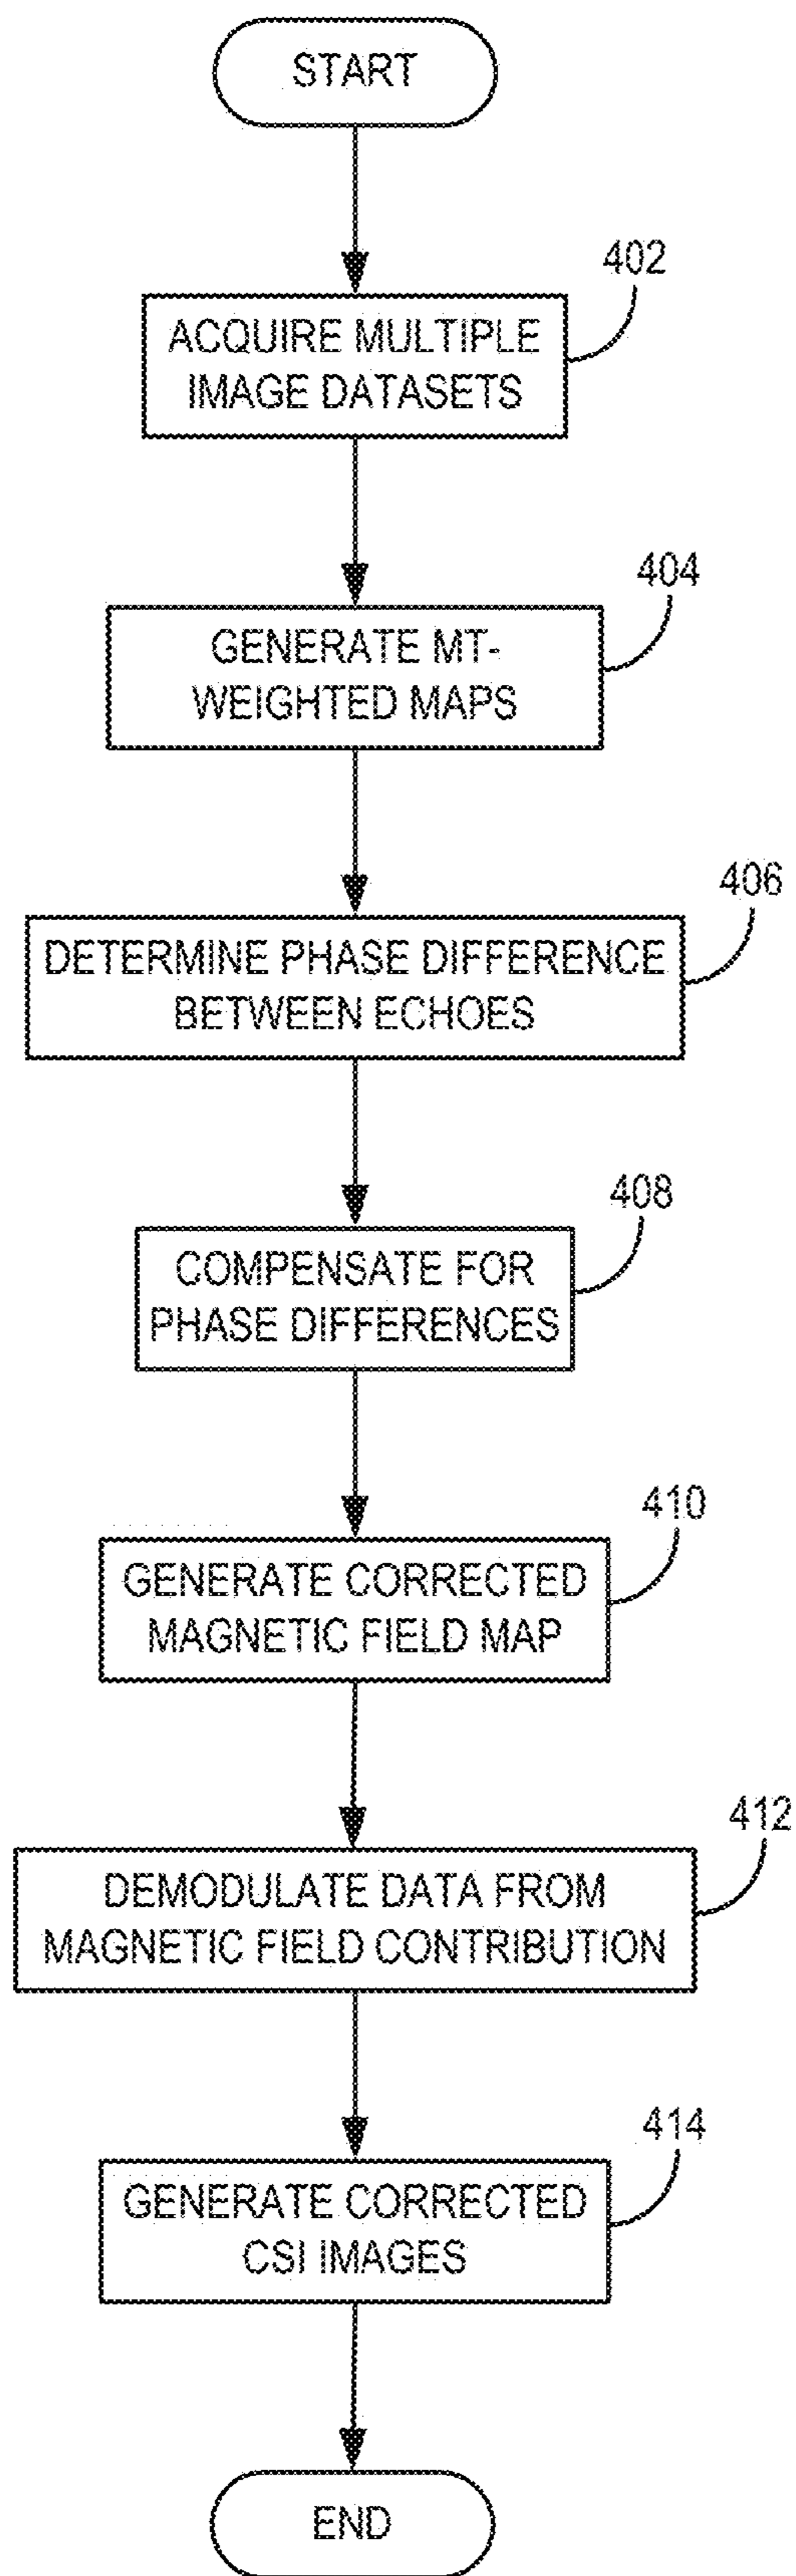 START
402
ACQUIRE MULTIPLE
IMAGE DATASETS
404
GENERATE MT-
WEIGHTED MAPS
406
DETERMINE PHASE DIFFERENCE
BETWEEN ECHOES
408
COMPENSATE FOR
PHASE DIFFERENCES
410
GENERATE CORRECTED
MAGNETIC FIELD MAP
412
DEMODULATE DATA FROM
MAGNETIC FIELD CONTRIBUTION
414
GENERATE CORRECTED
CSI IMAGES
END